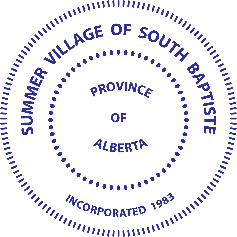 SUMMER VILLAGE OF SOUTH BAPTISTE
PROVINCE
OF
ALBERTA
INCORPORATED 1983